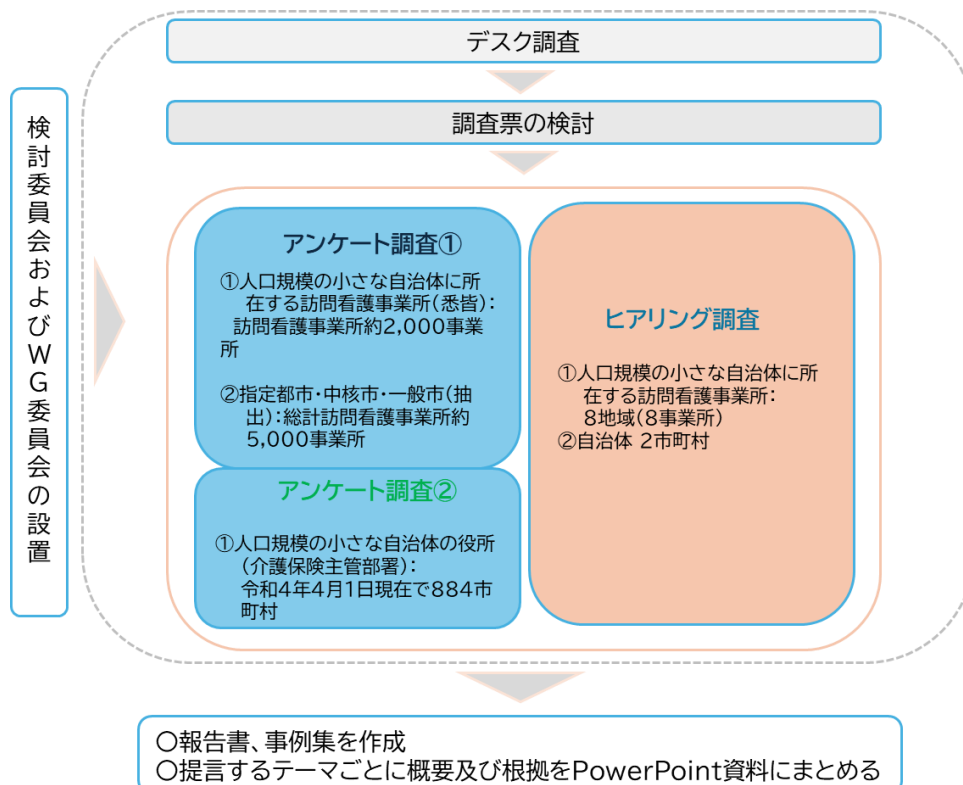 デスク調査
調査票の検討
検討委員会およびWG委員会の設置
アンケート調査①
①人口規模の小さな自治体に所
在する訪問看護事業所(悉皆):
訪問看護事業所約2,000事業
所
②指定都市・中核市・一般市(抽
出):総計訪問看護事業所約
5,000事業所
アンケート調査②
①人口規模の小さな自治体の役所
(介護保険主管部署):
令和4年4月1日現在で884市
町村
ヒアリング調査
①人口規模の小さな自治体に所
在する訪問看護事業所:
8地域(8事業所)
②自治体 2市町村
〇報告書、事例集を作成
〇提言するテーマごとに概要及び根拠をPowerPoint資料にまとめる